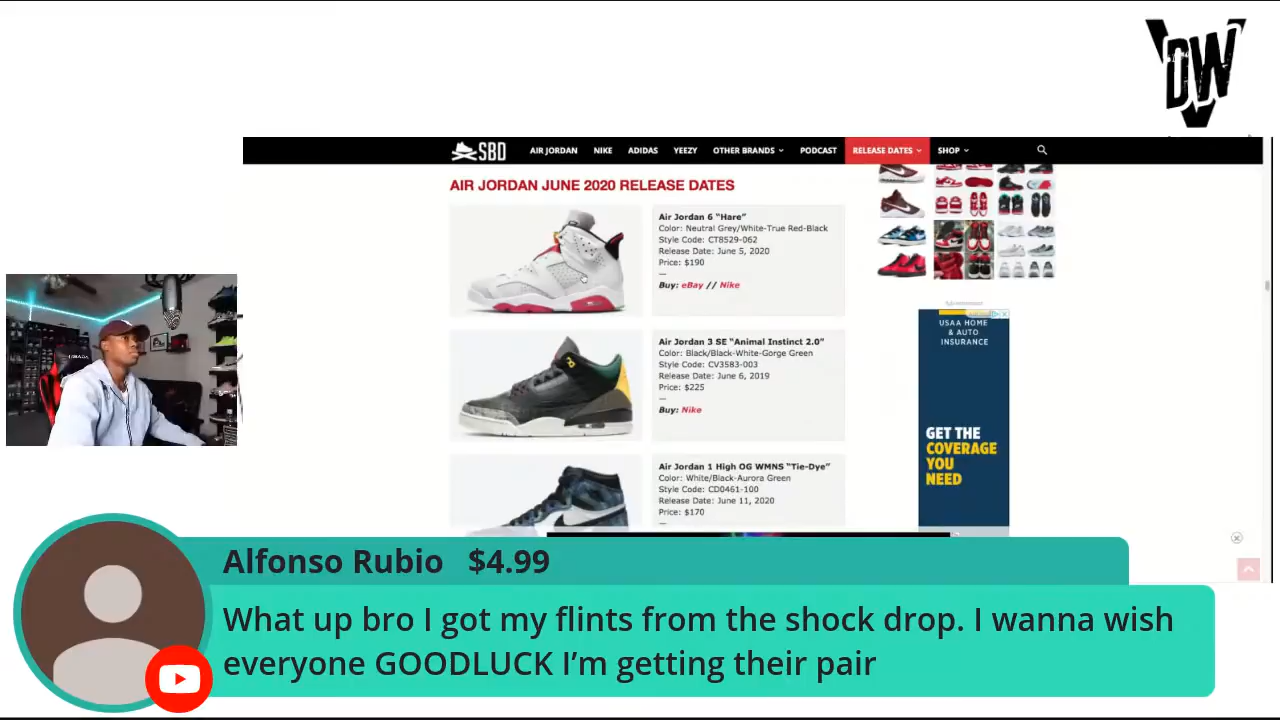 DW
SBD
AIR JORDAN NIKE ADIDAS YEEZY OTHER BRANDS PODCAST RELEASE DATES SHOP
AIR JORDAN JUNE 2020 RELEASE DATES
Air Jordan 6 “Hare”
Color: Neutral Grey/White-True Red-Black
Style Code: CT8529-062
Release Date: June 5, 2020
Price: $190
—
Buy: eBay // Nike
Air Jordan 3 SE “Animal Instinct 2.0”
Color: Black/Black-White-Gorge Green
Style Code: CV3583-003
Release Date: June 6, 2019
Price: $225
—
Buy: Nike
Air Jordan 1 High OG WMNS “Tie-Dye”
Color: White/Black-Aurora Green
Style Code: CD0461-100
Release Date: June 11, 2020
Price: $170
—
USAA HOME
& AUTO
INSURANCE
GET THE
COVERAGE
YOU
NEED
Alfonso Rubio $4.99
What up bro I got my flints from the shock drop. I wanna wish
everyone GOODLUCK I’m getting their pair